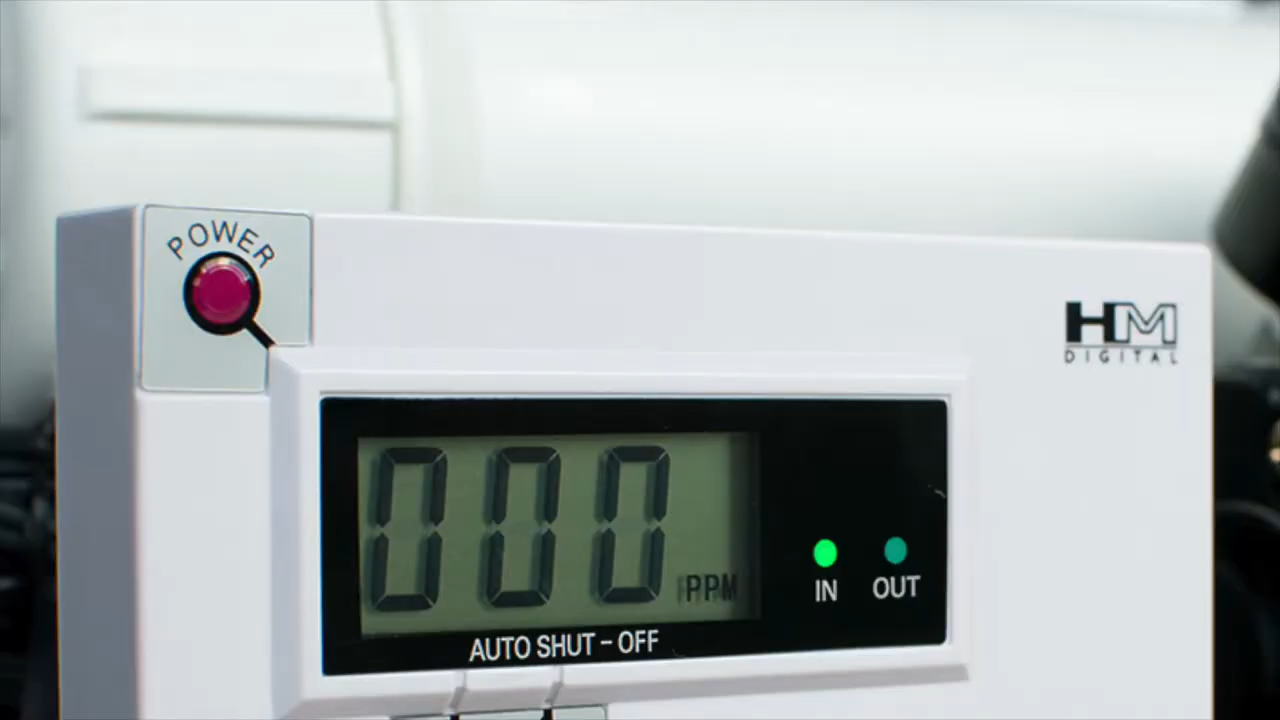 POWER
HM
DIGITAL
000 PPM
IN OUT
AUTO SHUT-OFF